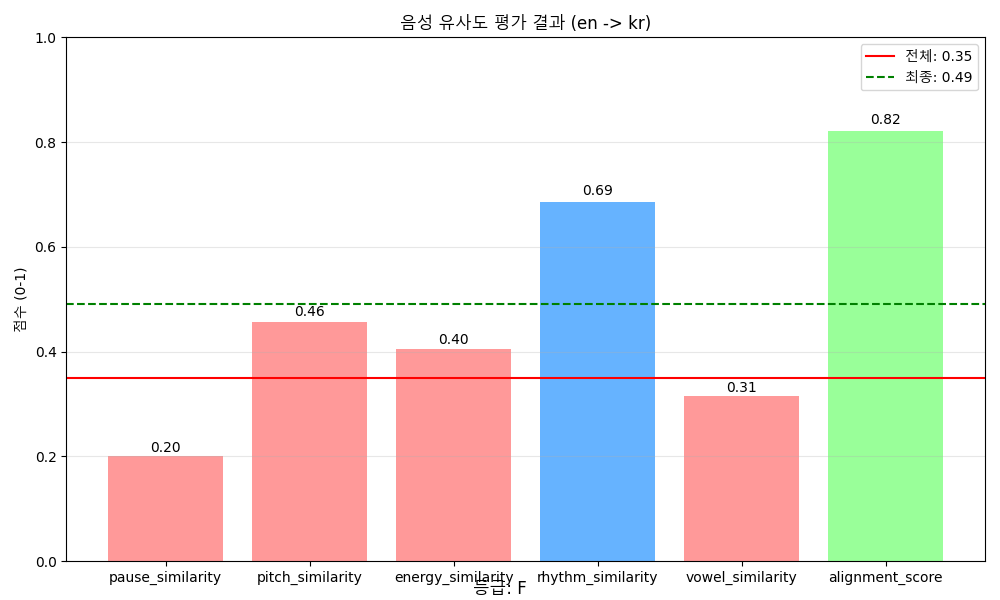 음성 유사도 평가 결과 (en -> kr)
전체: 0.35
최종: 0.49
점수 (0-1)
1.0
0.8
0.6
0.4
0.2
0.0
0.20
0.46
0.40
0.69
0.31
0.82
pause_similarity
pitch_similarity
energy_similarity
rhythm_similarity
vowel_similarity
alignment_score
등급: F